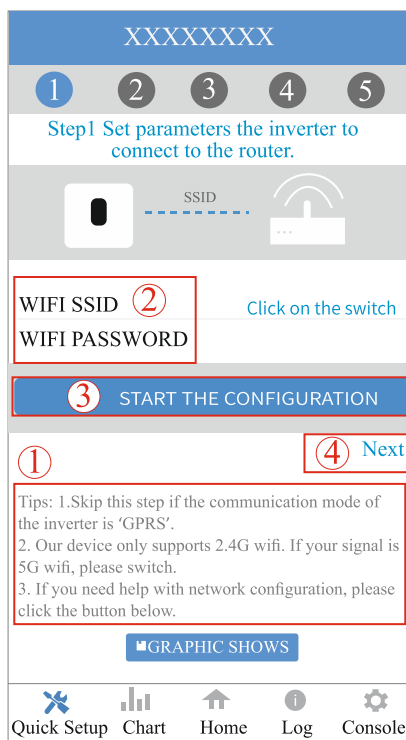 XXXXXXXX
1 2 3 4 5
Step1 Set parameters the inverter to
connect to the router.
SSID
WIFI SSID ②
Click on the switch
WIFI PASSWORD
③ START THE CONFIGURATION
① ④ Next
Tips: 1.Skip this step if the communication mode of
the inverter is ‘GPRS’.
2. Our device only supports 2.4G wifi. If your signal is
5G wifi, please switch.
3. If you need help with network configuration, please
click the button below.
GRAPHIC SHOWS
Quick Setup Chart Home Log Console